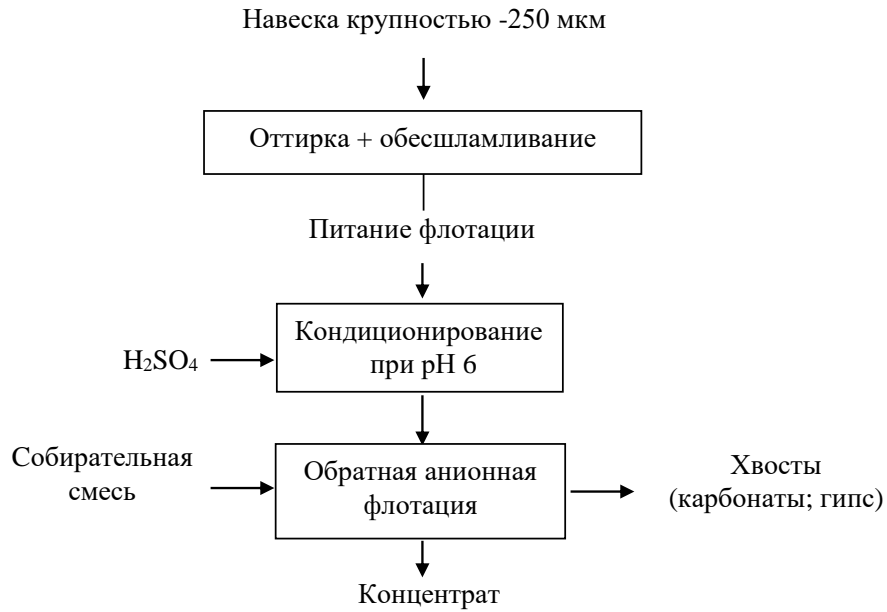 Навеска крупностью -250 мкм
Оттирка + обесшламливание
Питание флотации
Кондиционирование
при pH 6
H₂SO₄
Собирательная
смесь
Обратная анионная
флотация
Хвосты
(карбонаты; гипс)
Концентрат